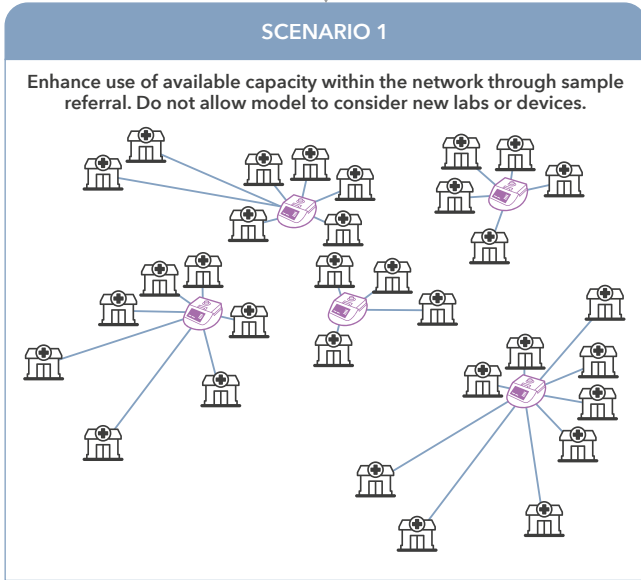 SCENARIO 1
Enhance use of available capacity within the network through sample
referral. Do not allow model to consider new labs or devices.